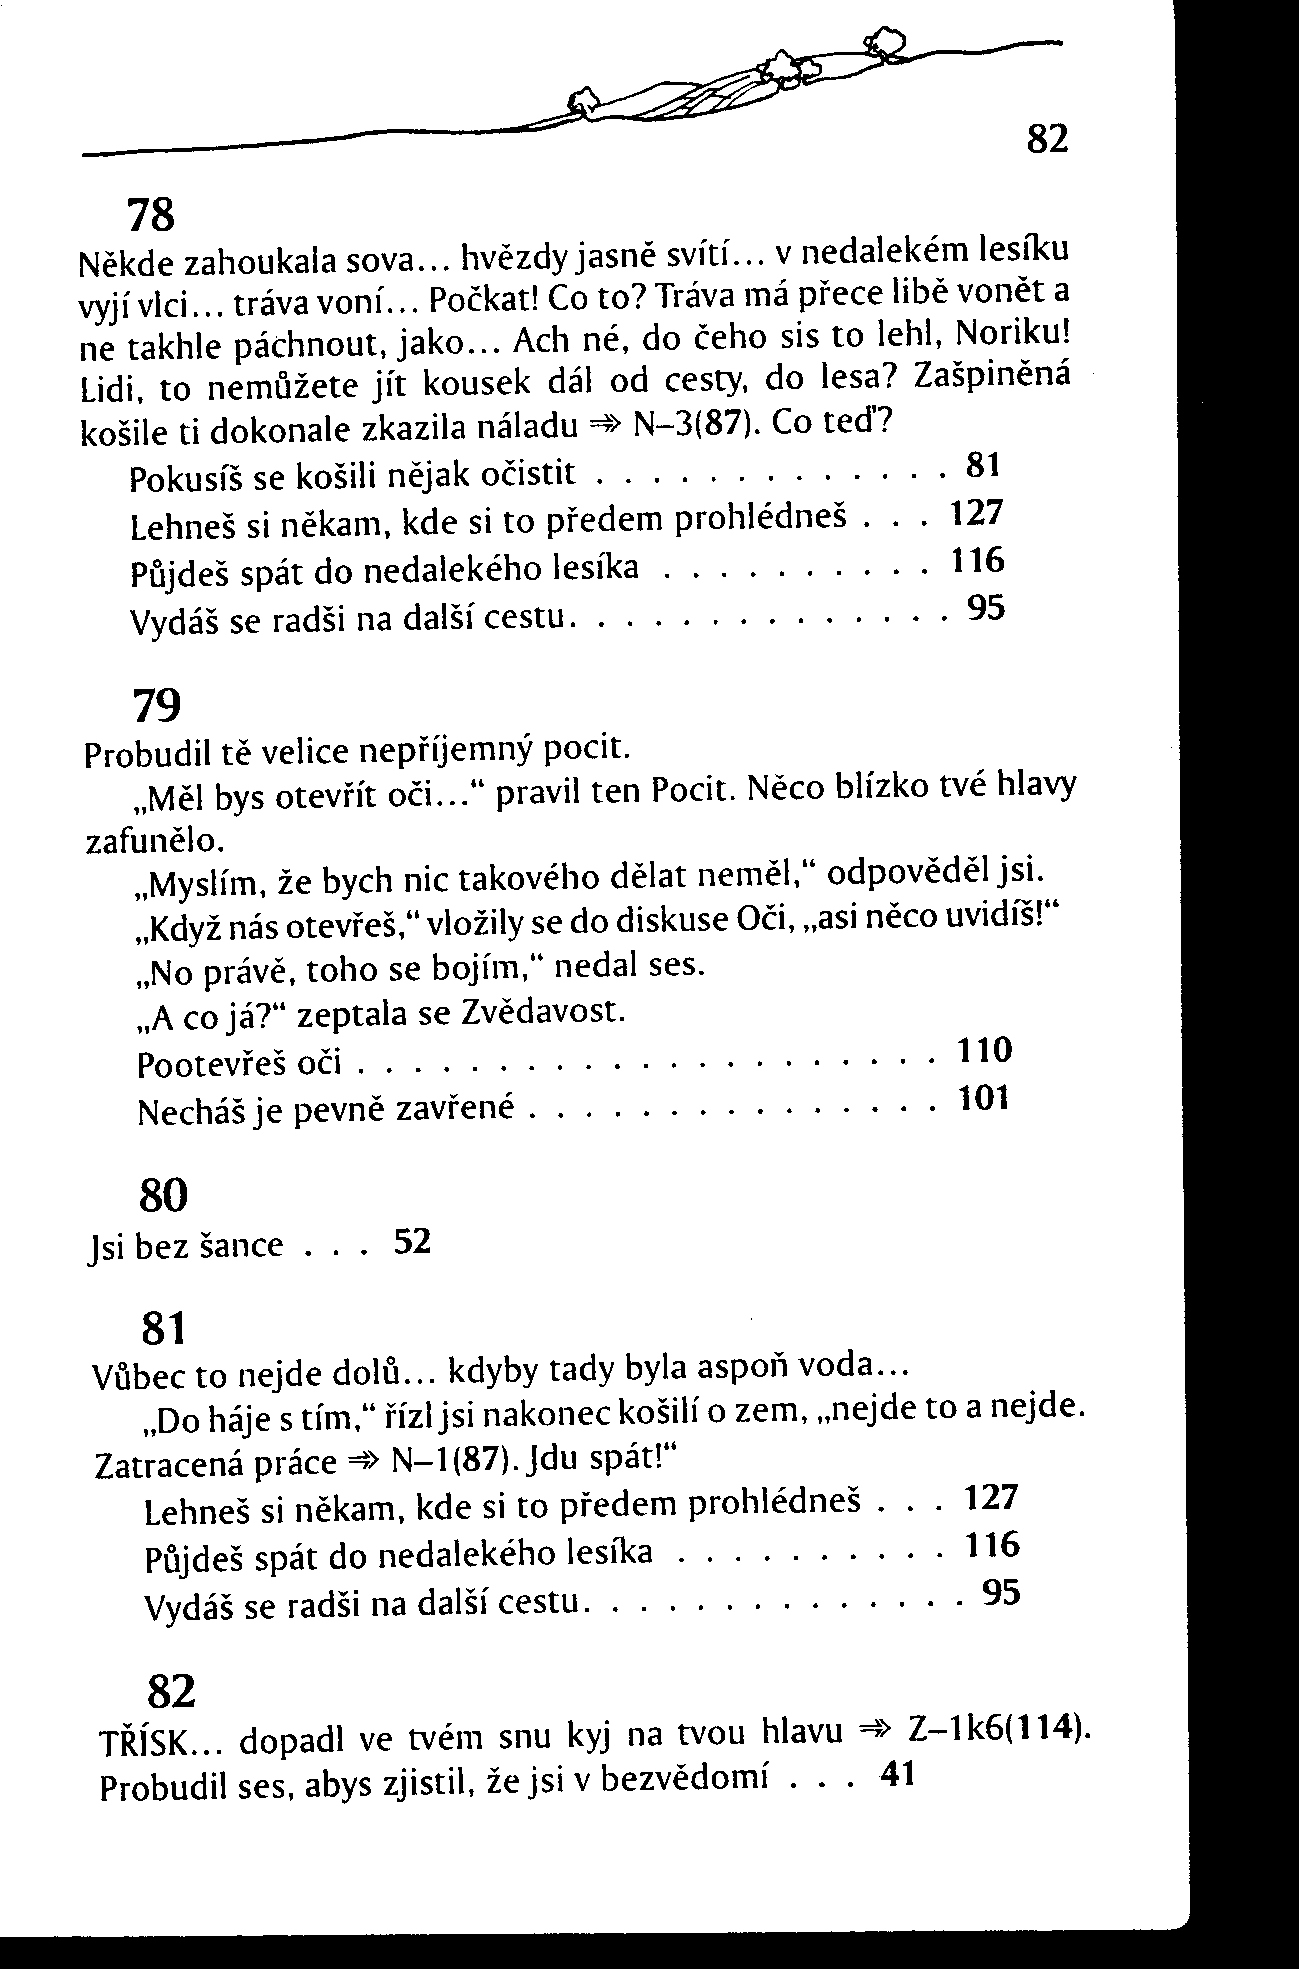 82
78
Někde zahoukala sova... hvězdy jasně svítí... v nedalekém lesíku
vyjí vlci... tráva voní... Počkat! Co to? Tráva má přece libě vonět a
ne takhle páchnout, jako... Ach né, do čeho sis to lehl, Noriku!
Lidi, to nemůžete jít kousek dál od cesty, do lesa? Zašpiněná
košile ti dokonale zkazila náladu ⇒ N–3(87). Co teď?
Pokusíš se košili nějak očistit . . . . . . . . . . . . . 81
Lehneš si někam, kde si to předem prohlédneš . . . 127
Půjdeš spát do nedalekého lesíka . . . . . . . . . . 116
Vydáš se radši na další cestu. . . . . . . . . . . . . . 95
79
Probudil tě velice nepříjemný pocit.
„Měl bys otevřít oči...“ pravil ten Pocit. Něco blízko tvé hlavy
zafunělo.
„Myslím, že bych nic takového dělat neměl,“ odpověděl jsi.
„Když nás otevřeš,“ vložily se do diskuse Oči, „asi něco uvidíš!“
„No právě, toho se bojím,“ nedal ses.
„A co já?“ zeptala se Zvědavost.
Pootevřeš oči . . . . . . . . . . . . . . . . . . . . . 110
Necháš je pevně zavřené . . . . . . . . . . . . . . . 101
80
Jsi bez šance . . . 52
81
Vůbec to nejde dolů... kdyby tady byla aspoň voda...
„Do háje s tím,“ řízl jsi nakonec košilí o zem, „nejde to a nejde.
Zatracená práce ⇒ N–1(87). Jdu spát!“
Lehneš si někam, kde si to předem prohlédneš . . . 127
Půjdeš spát do nedalekého lesíka . . . . . . . . . . 116
Vydáš se radši na další cestu. . . . . . . . . . . . . . 95
82
TŘÍSK... dopadl ve tvém snu kyj na tvou hlavu ⇒ Z–1k6(114).
Probudil ses, abys zjistil, že jsi v bezvědomí . . . 41